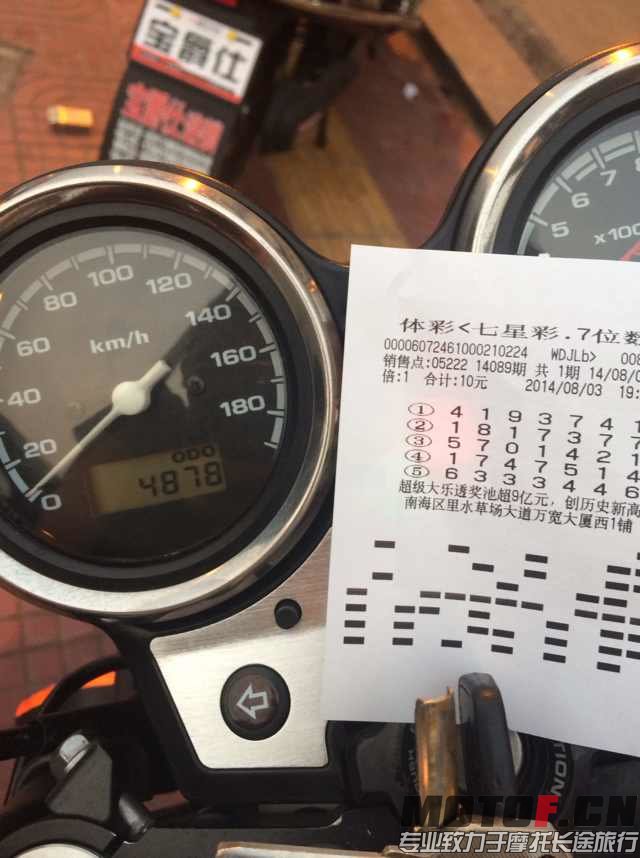 宝爵仕
km/h
0
20
40
60
80
100
120
140
160
180
ODO
4878
5
6
7
8
x100
体彩<七星彩.7位数
00006072461000210224 WDJLb> 008
销售点:05222 14089期 共1期 14/08/0
倍:1 合计:10元 2014/08/03 19:
① 4 1 9 3 7 4 1
② 1 8 1 7 3 7 7
③ 5 7 0 1 4 2 1
④ 1 7 4 7 5 1 4
⑤ 6 3 3 3 4 4 6
超级大乐透奖池超9亿元，创历史新高
南海区里水草场大道万宽大厦西1铺
MOTOF.CN
专业致力于摩托长途旅行